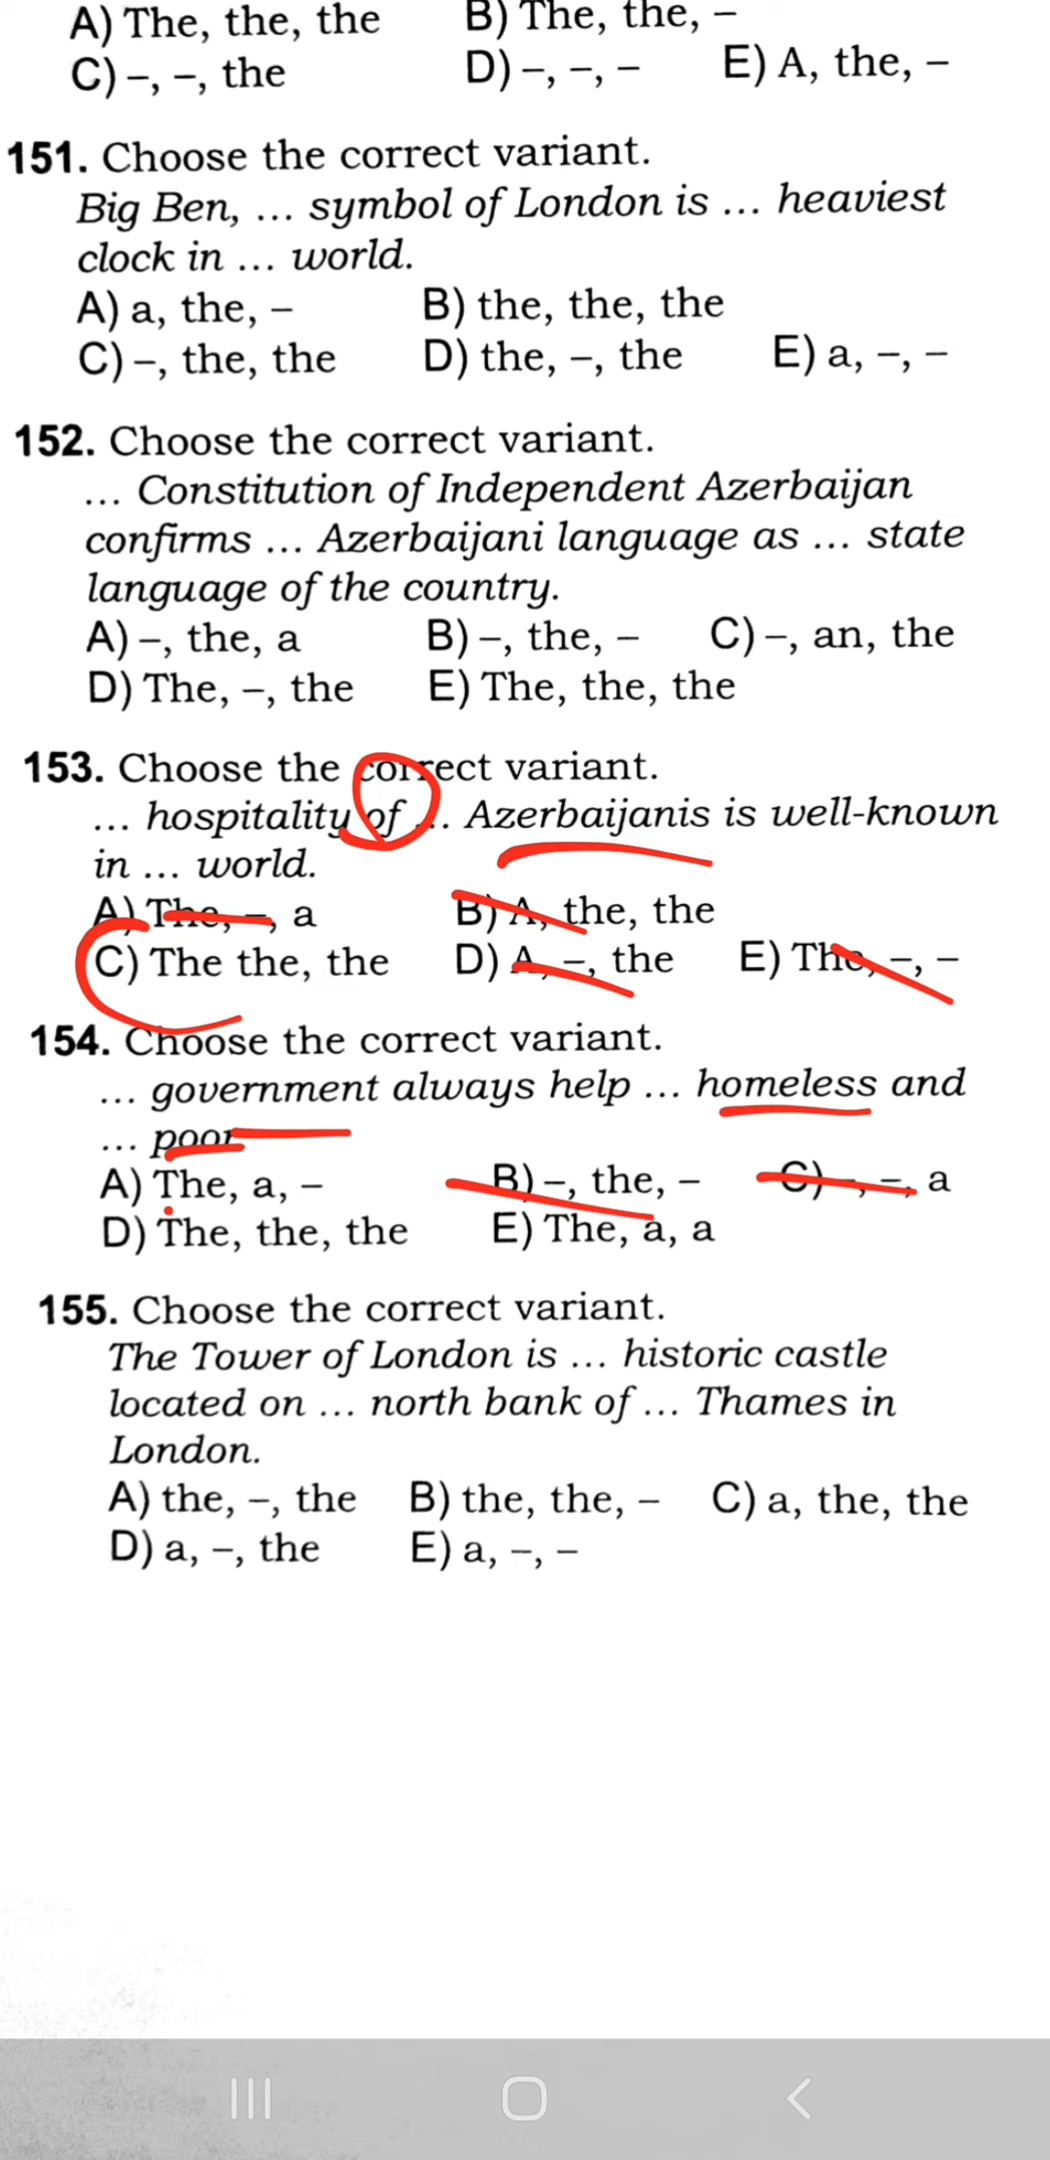 A) The, the, the B) The, the, –
C) –, –, the D) –, –, – E) A, the, –
151. Choose the correct variant.
Big Ben, ... symbol of London is ... heaviest
clock in ... world.
A) a, the, – B) the, the, the
C) –, the, the D) the, –, the E) a, –, –
152. Choose the correct variant.
... Constitution of Independent Azerbaijan
confirms ... Azerbaijani language as ... state
language of the country.
A) –, the, a B) –, the, – C) –, an, the
D) The, –, the E) The, the, the
153. Choose the correct variant.
... hospitality of ... Azerbaijanis is well-known
in ... world.
A) The, –, a B) A, the, the
C) The the, the D) A, –, the E) The, –, –
154. Choose the correct variant.
... government always help ... homeless and
... poor
A) The, a, – B) –, the, – C) –, –, a
D) The, the, the E) The, a, a
155. Choose the correct variant.
The Tower of London is ... historic castle
located on ... north bank of ... Thames in
London.
A) the, –, the B) the, the, – C) a, the, the
D) a, –, the E) a, –, –